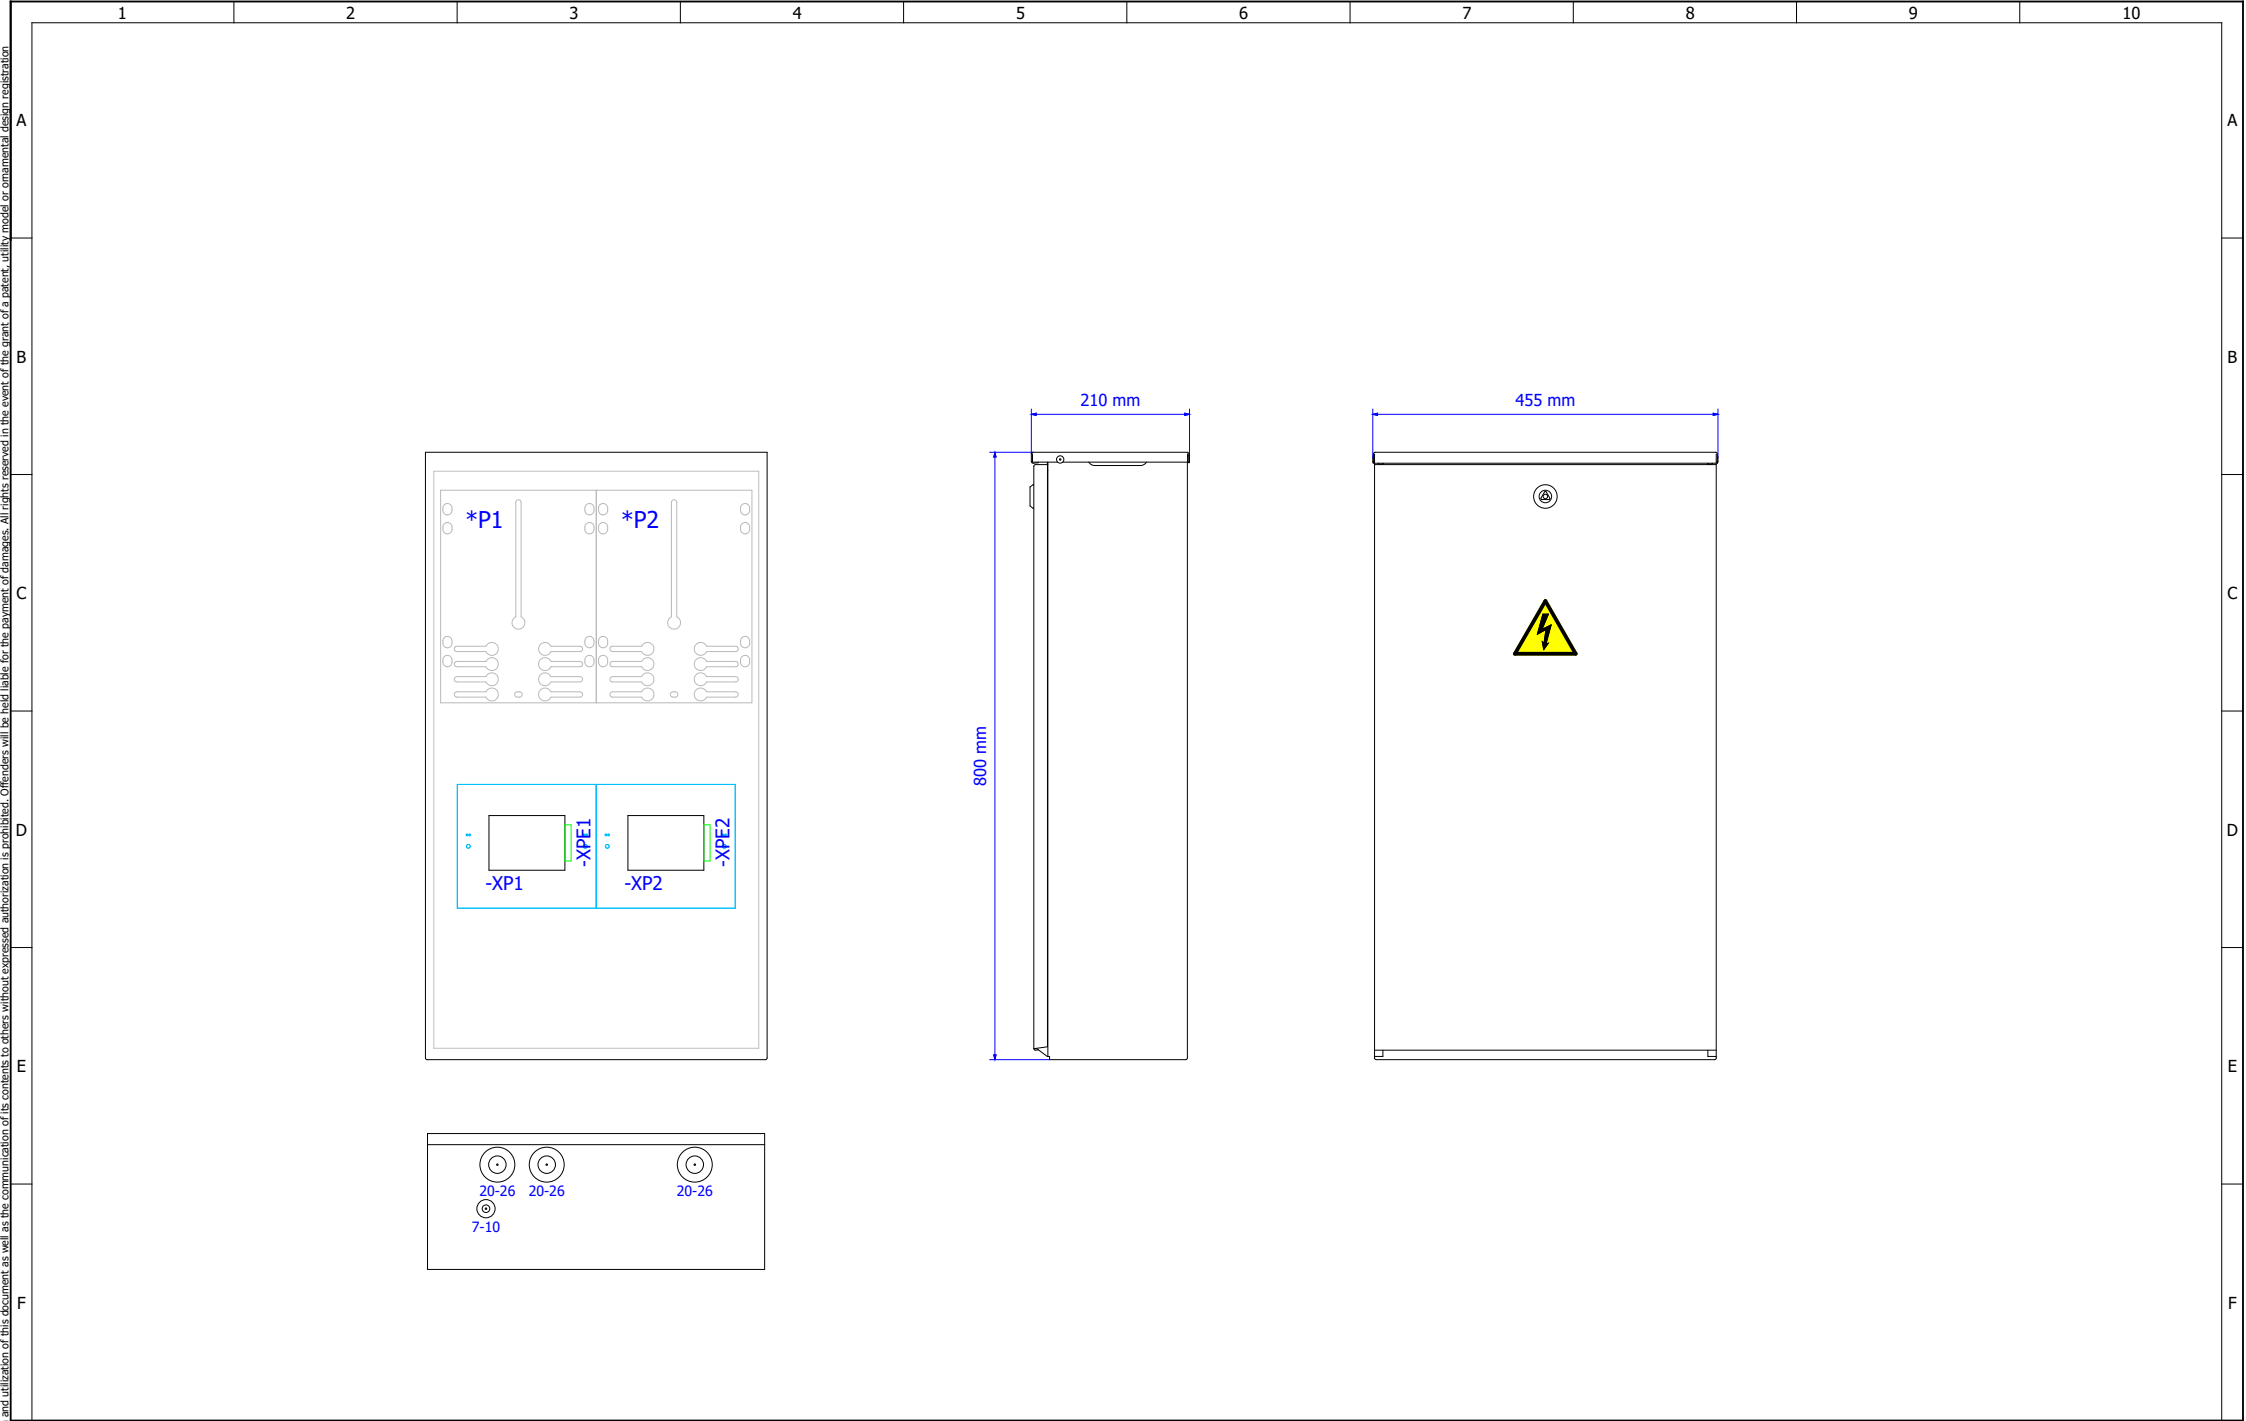 1 2 3 4 5 6 7 8 9 10
and utilization of this document as well as the communication of its contents to others without expressed authorization is prohibited. Offenders will be held liable for the payment of damages. All rights reserved in the event of the grant of a patent, utility model or ornamental design registration
A A
B B
210 mm 455 mm
*P1 *P2
C C
800 mm
D D
-XPE1 -XPE2
-XP1 -XP2
E E
20-26 20-26 20-26
7-10
F F